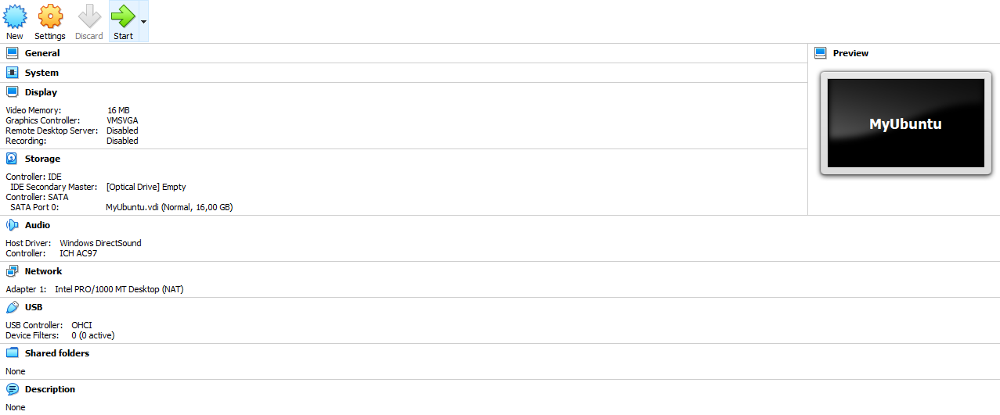 New Settings Discard Start
General
System
Display
Video Memory: 16 MB
Graphics Controller: VMSVGA
Remote Desktop Server: Disabled
Recording: Disabled
Storage
Controller: IDE
IDE Secondary Master: [Optical Drive] Empty
Controller: SATA
SATA Port 0: MyUbuntu.vdi (Normal, 16,00 GB)
Preview
MyUbuntu
Audio
Host Driver: Windows DirectSound
Controller: ICH AC97
Network
Adapter 1: Intel PRO/1000 MT Desktop (NAT)
USB
USB Controller: OHCI
Device Filters: 0 (0 active)
Shared folders
None
Description
None